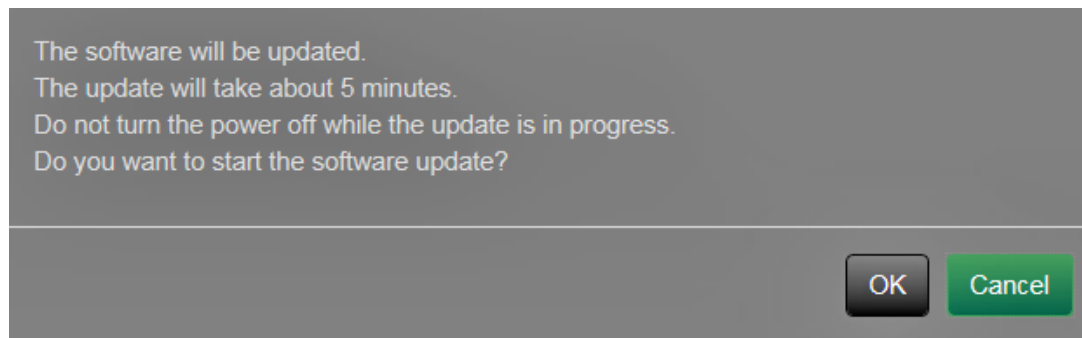 The software will be updated.
The update will take about 5 minutes.
Do not turn the power off while the update is in progress.
Do you want to start the software update?
OK
Cancel